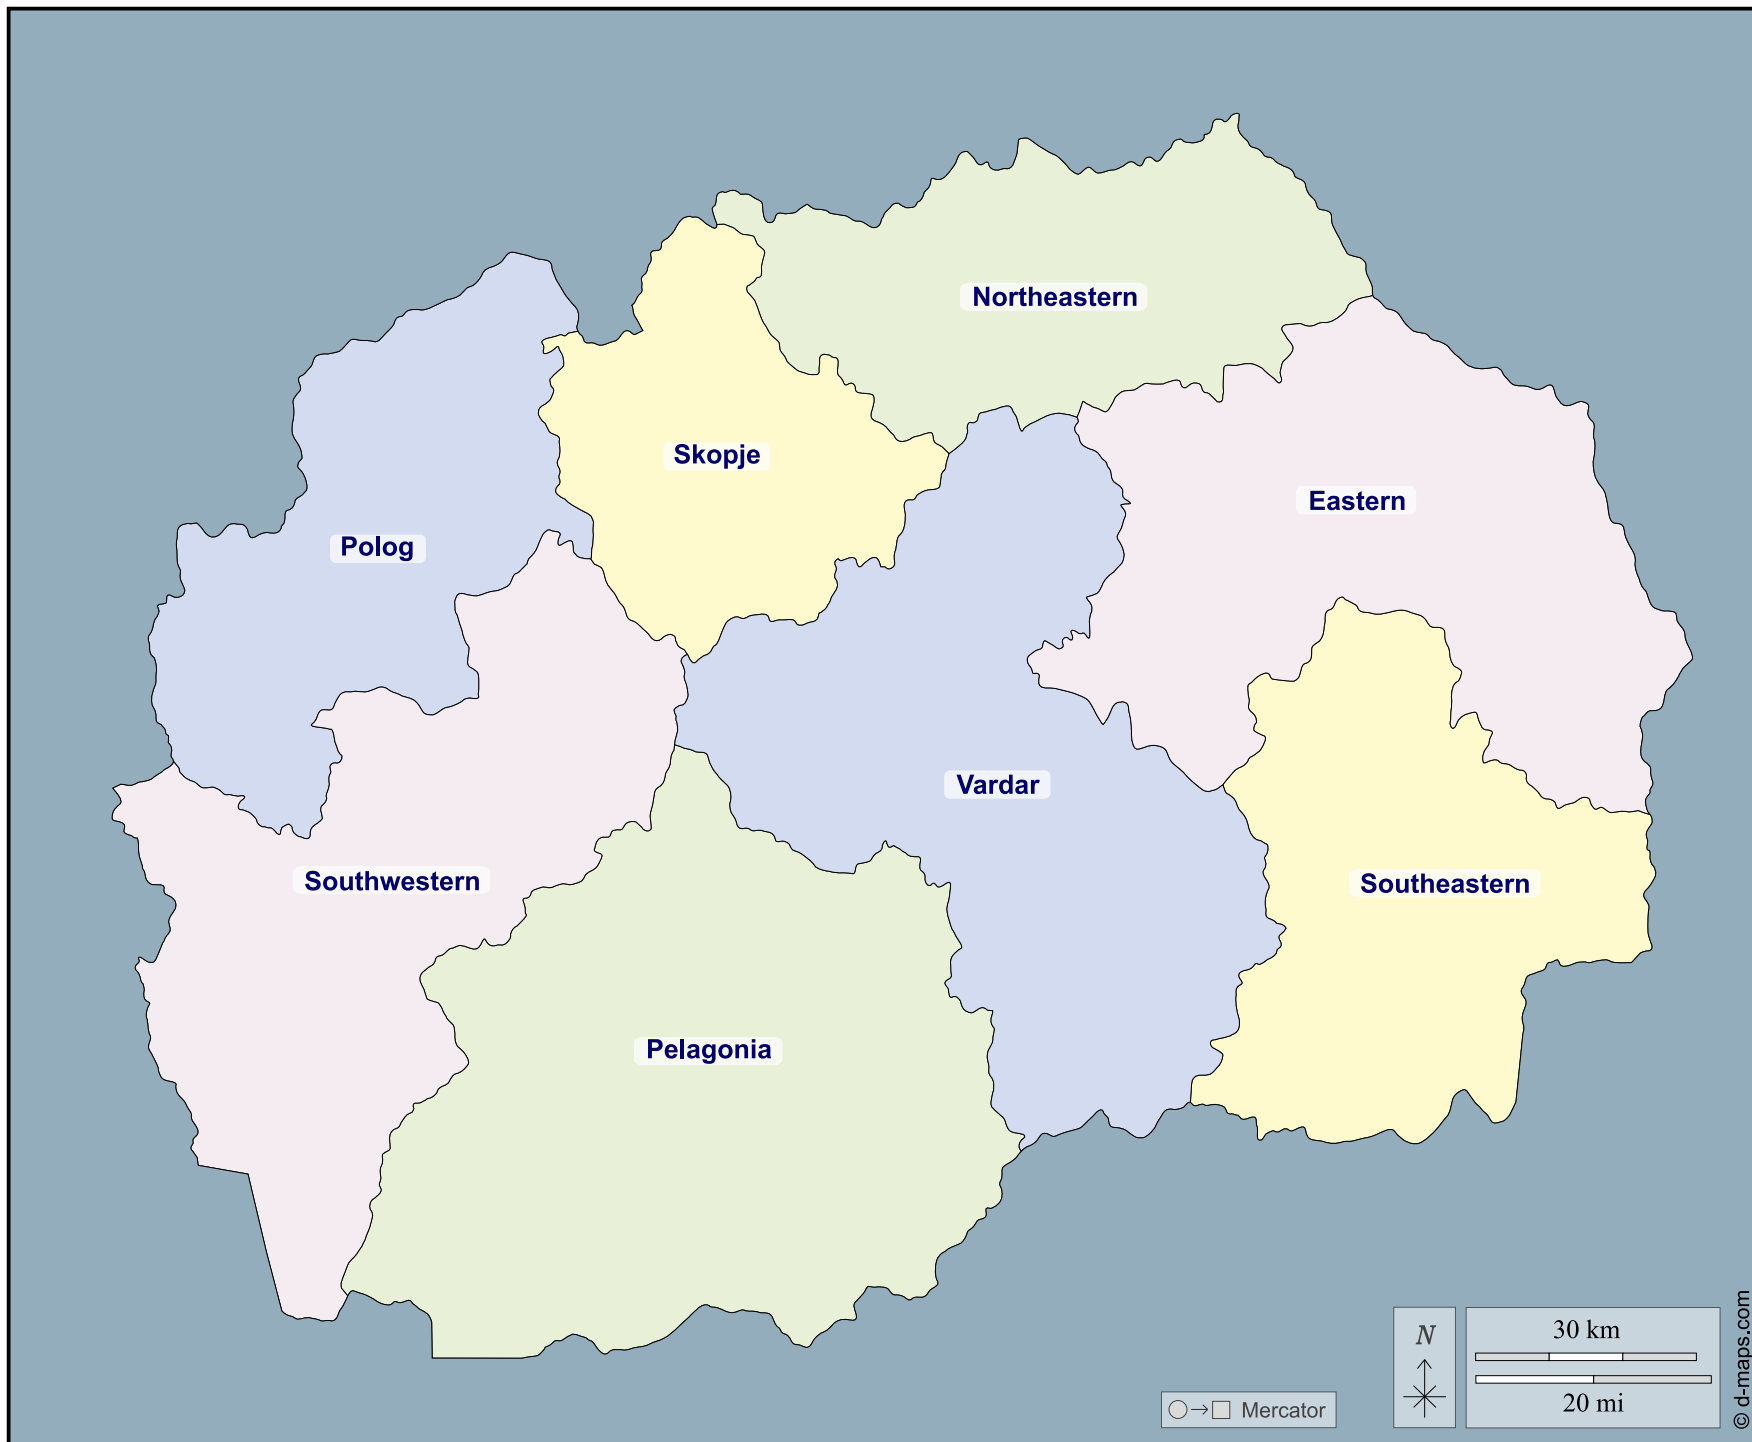 Northeastern
Skopje
Eastern
Polog
Vardar
Southwestern
Southeastern
Pelagonia
N
30 km
20 mi
Mercator
© d-maps.com